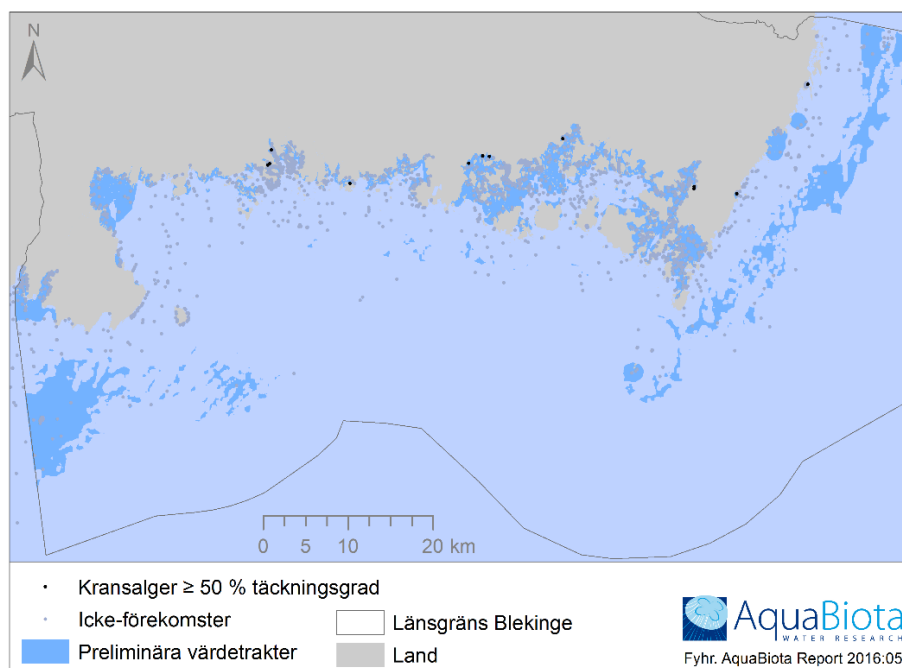 N
0 5 10 20 km
Kransalger ≥ 50 % täckningsgrad
Icke-förekomster
Preliminära värdetrakter
Länsgräns Blekinge
Land
AquaBiota
WATER RESEARCH
Fyhr. AquaBiota Report 2016:05